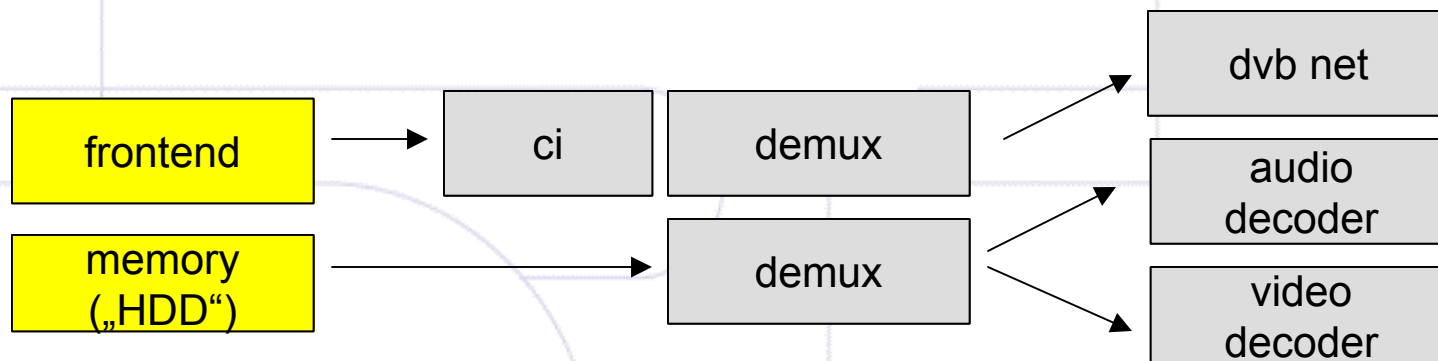 frontend
ci
demux
dvb net
memory
(„HDD“)
demux
audio
decoder
video
decoder